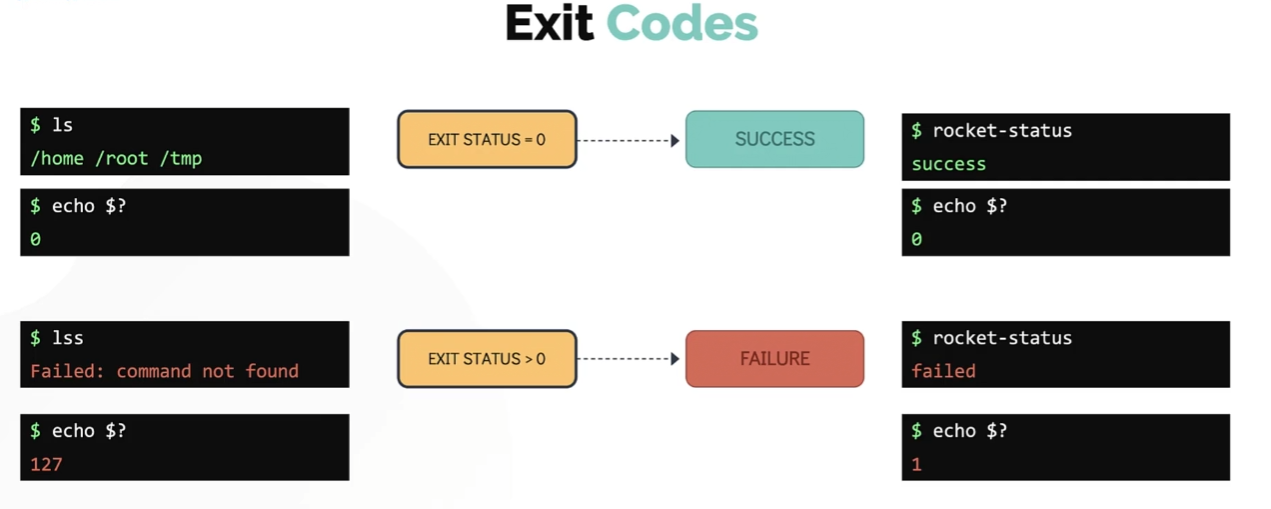 Exit Codes
$ ls
/home /root /tmp
$ echo $?
0
EXIT STATUS = 0
SUCCESS
$ rocket-status
success
$ echo $?
0
$ lss
Failed: command not found
$ echo $?
127
EXIT STATUS > 0
FAILURE
$ rocket-status
failed
$ echo $?
1